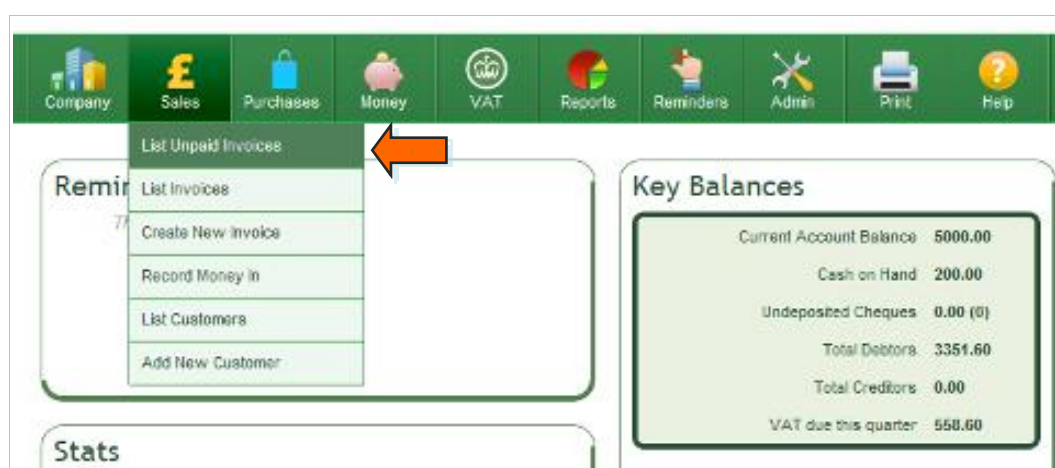 Company Sales Purchases Money VAT Reports Reminders Admin Print Help
List Unpaid Invoices
List Invoices
Create New Invoice
Record Money In
List Customers
Add New Customer
Remin
Th
Key Balances
Current Account Balance 5000.00
Cash on Hand 200.00
Undeposited Cheques 0.00 (0)
Total Debtors 3351.60
Total Creditors 0.00
VAT due this quarter 558.60
Stats